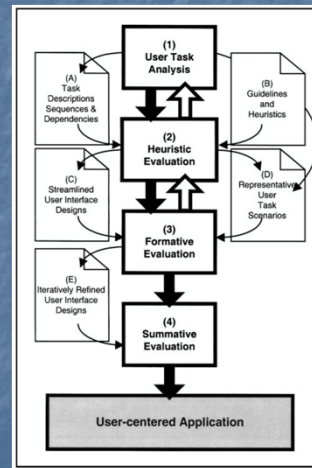 (1)
User Task
Analysis
(A)
Task
Descriptions
Sequences &
Dependencies
(B)
Guidelines
and
Heuristics
(2)
Heuristic
Evaluation
(C)
Streamlined
User Interface
Designs
(D)
Representative
User
Task
Scenarios
(3)
Formative
Evaluation
(E)
Iteratively Refined
User Interface
Designs
(4)
Summative
Evaluation
User-centered Application